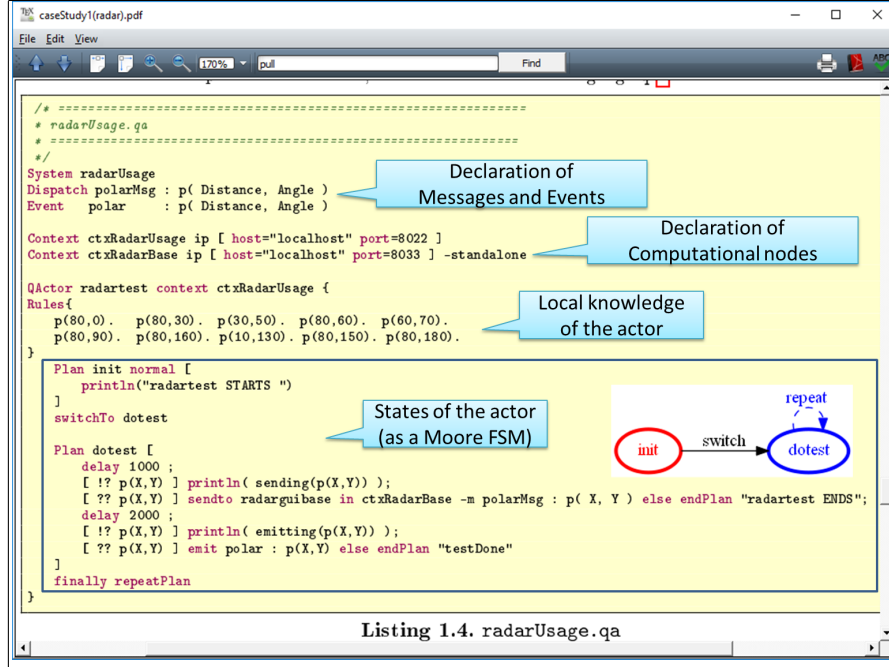 caseStudy1(radar).pdf
File Edit View
170% pull Find
/* ==============================================================
* radarUsage.qa
* ==============================================================
*/
System radarUsage
Dispatch polarMsg : p( Distance, Angle )
Event polar : p( Distance, Angle )
Declaration of
Messages and Events
Context ctxRadarUsage ip [ host="localhost" port=8022 ]
Context ctxRadarBase ip [ host="localhost" port=8033 ] -standalone
Declaration of
Computational nodes
QActor radartest context ctxRadarUsage {
Rules{
p(80,0). p(80,30). p(30,50). p(80,60). p(60,70).
p(80,90). p(80,160). p(10,130). p(80,150). p(80,180).
}
Local knowledge
of the actor
Plan init normal [
println("radartest STARTS ")
]
switchTo dotest
States of the actor
(as a Moore FSM)
init switch dotest repeat
Plan dotest [
delay 1000 ;
[ !? p(X,Y) ] println( sending(p(X,Y)) );
[ ?? p(X,Y) ] sendto radarguibase in ctxRadarBase -m polarMsg : p( X, Y ) else endPlan "radartest ENDS";
delay 2000 ;
[ !? p(X,Y) ] println( emitting(p(X,Y)) );
[ ?? p(X,Y) ] emit polar : p(X,Y) else endPlan "testDone"
]
finally repeatPlan
}
Listing 1.4. radarUsage.qa